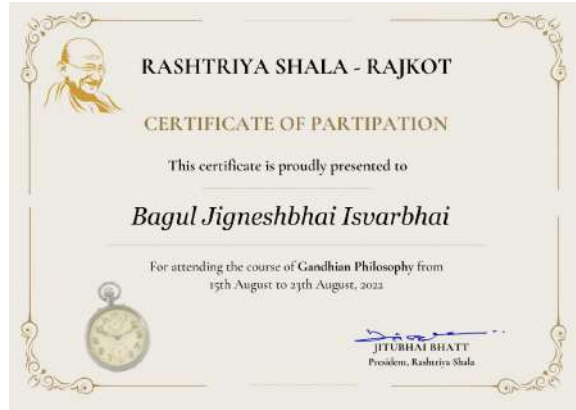 RASHTRIYA SHALA - RAJKOT
CERTIFICATE OF PARTIPATION
This certificate is proudly presented to
Bagul Jigneshbhai Isvarbhai
For attending the course of Gandhian Philosophy from
15th August to 23th August, 2022
JITUBHAI BHATT
President, Rashtriya Shala